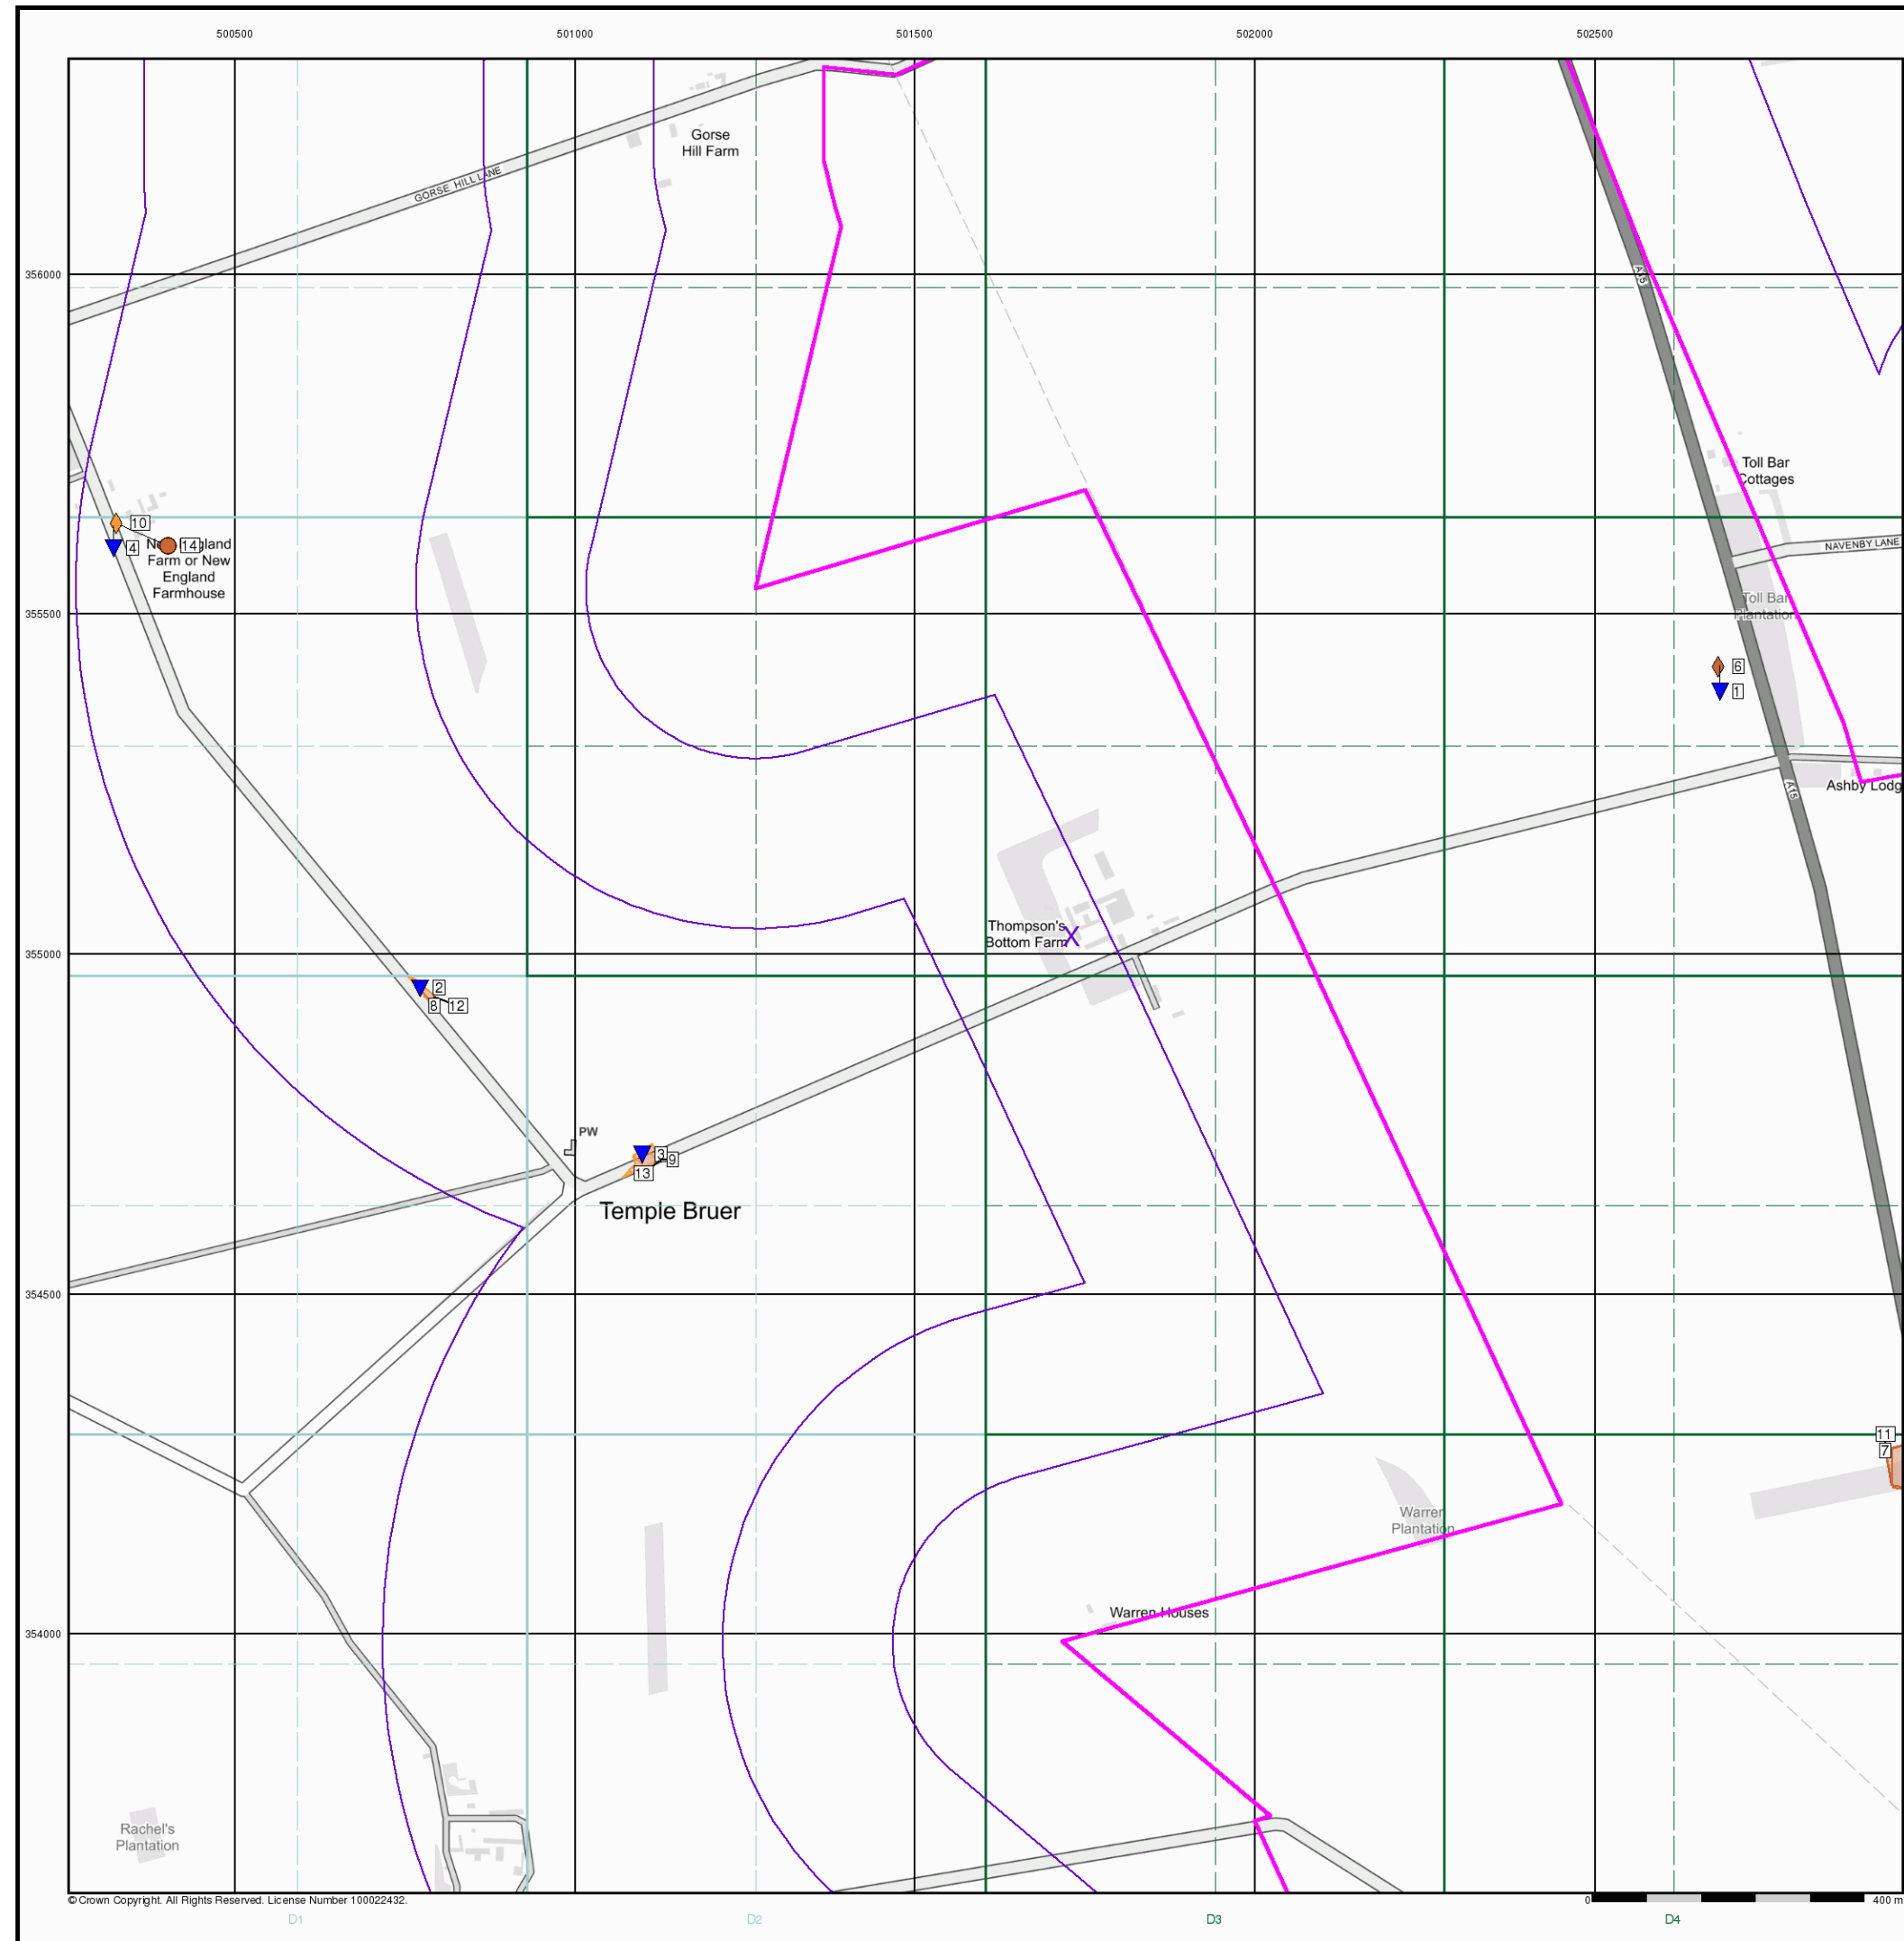 500500 501000 501500 502000 502500
Gorse
Hill Farm
GORSE HILL LANE
356000
A15
Toll Bar
Cottages
10
4
14
Farm or New
England
Farmhouse
NAVENBY LANE
355500
Toll Bar
Plantation
6
1
A15
Ashby Lodg
Thompson's
Bottom Farm
X
355000
2
8 12
PW
3
9
13
Temple Bruer
354500
11
7
Warren
Plantation
Warren Houses
354000
Rachel's
Plantation
© Crown Copyright. All Rights Reserved. License Number 100022432.
0 400 m
D1 D2 D3 D4